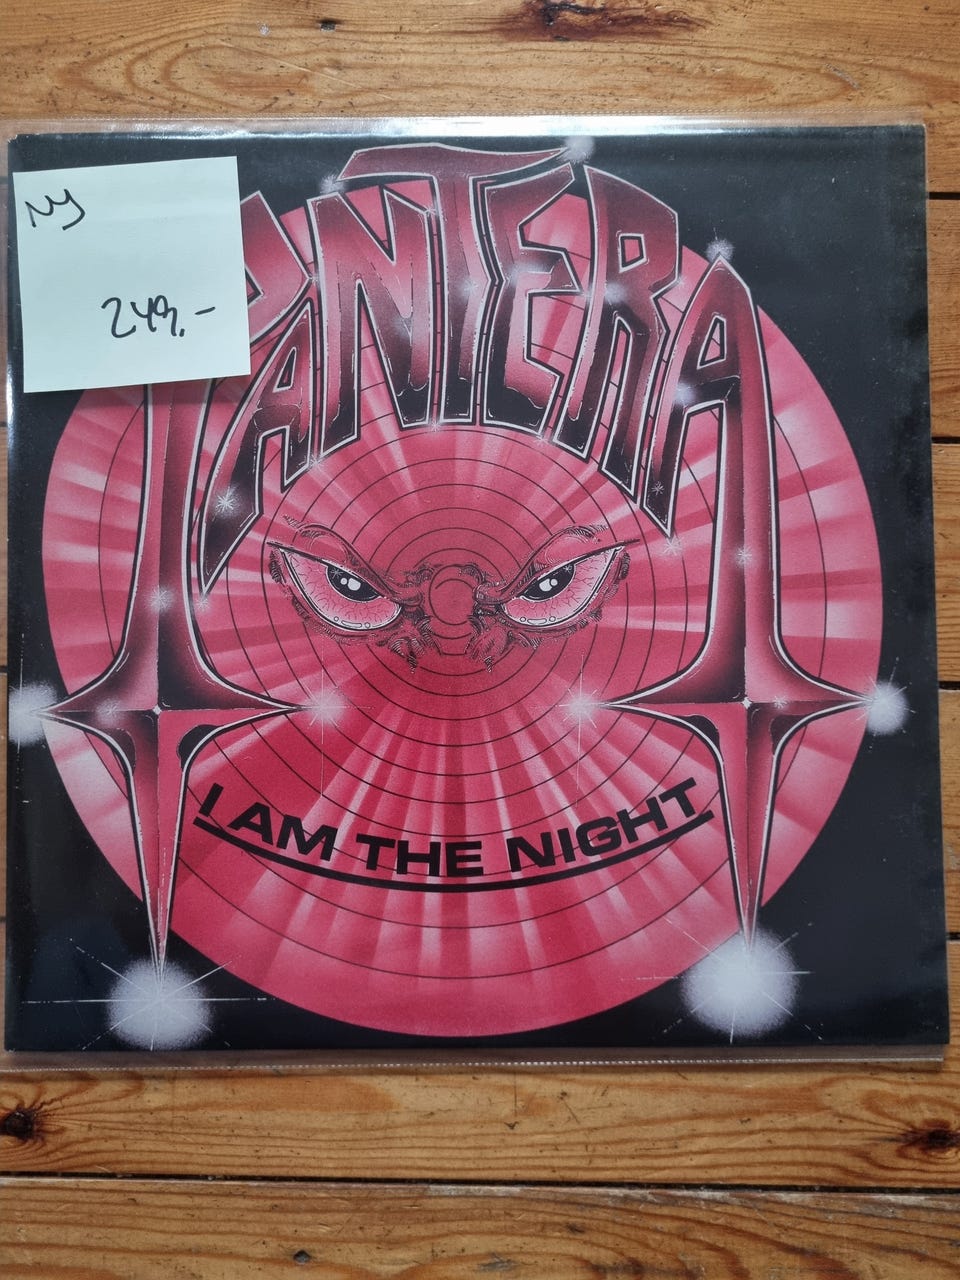 NY
249,-
PANTERA
I AM THE NIGHT